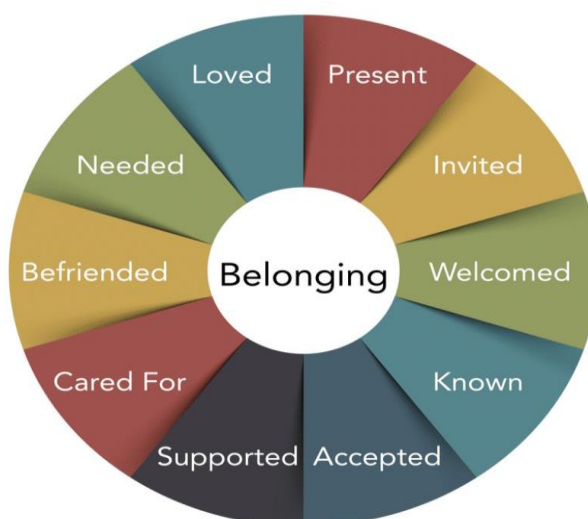 Loved
Present
Needed
Invited
Befriended
Belonging
Welcomed
Cared For
Known
Supported
Accepted